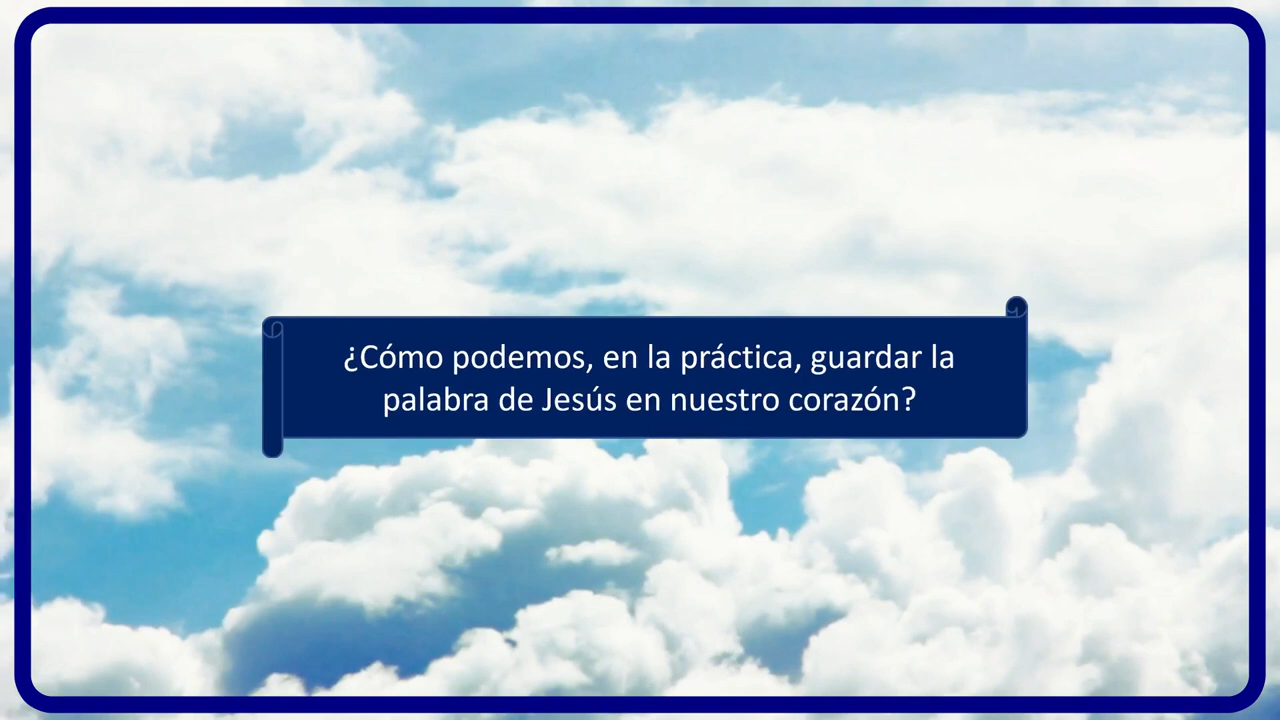 ¿Cómo podemos, en la práctica, guardar la
palabra de Jesús en nuestro corazón?